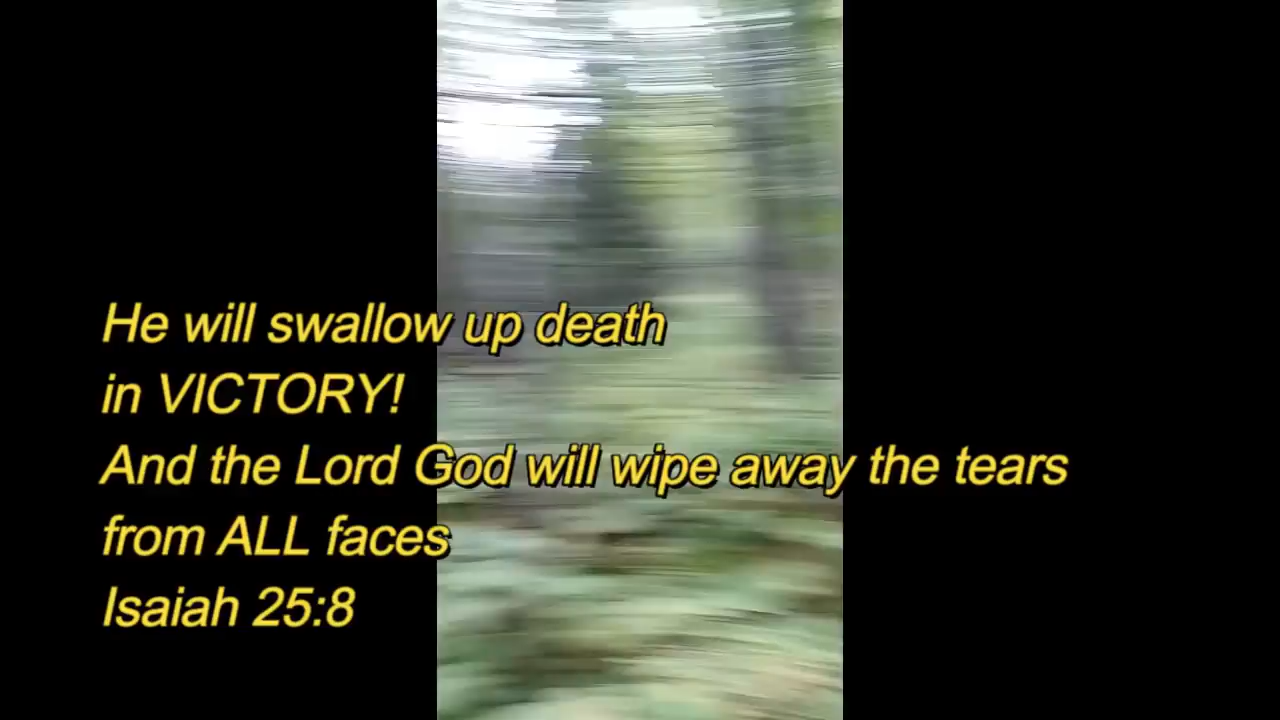 He will swallow up death
in VICTORY!
And the Lord God will wipe away the tears
from ALL faces
Isaiah 25:8